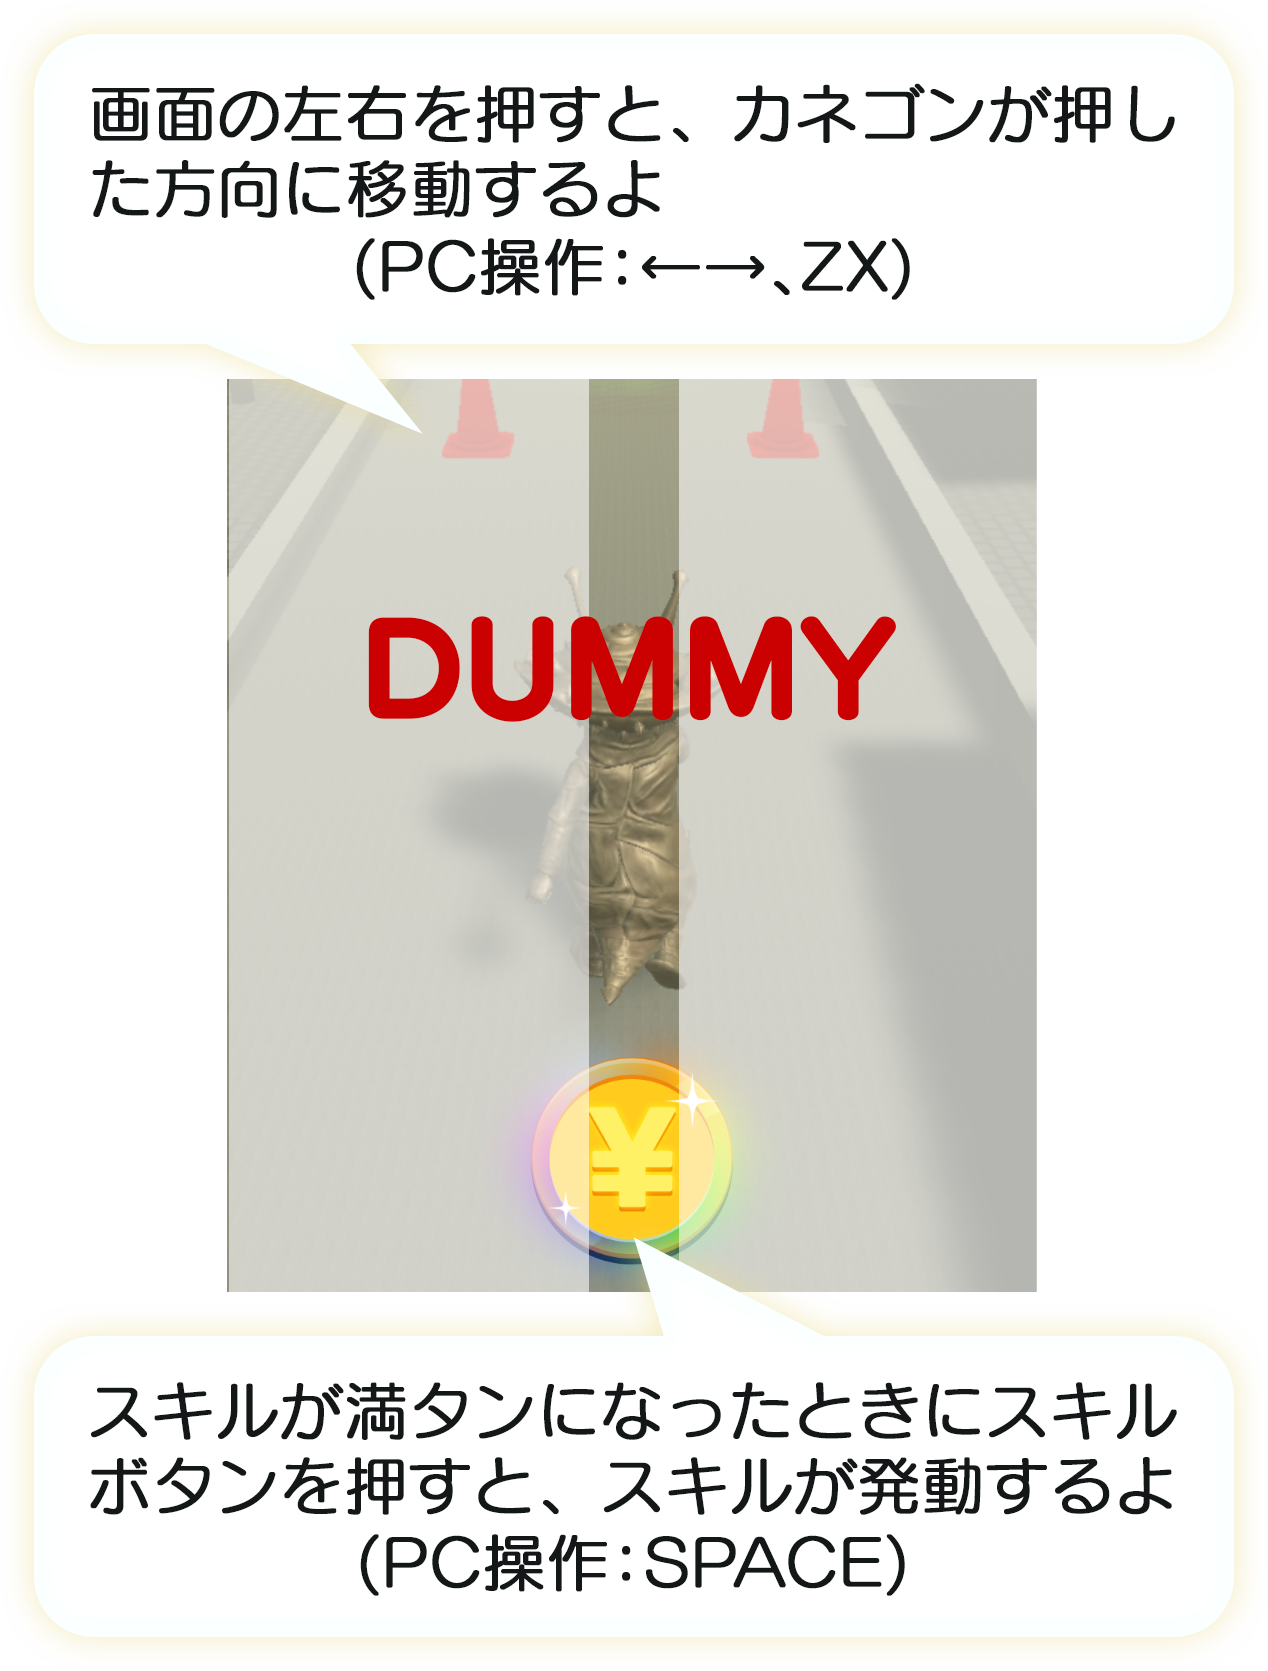 画面の左右を押すと、カネゴンが押し
た方向に移動するよ
(PC操作:←→、ZX)
DUMMY
¥
スキルが満タンになったときにスキル
ボタンを押すと、スキルが発動するよ
(PC操作:SPACE)